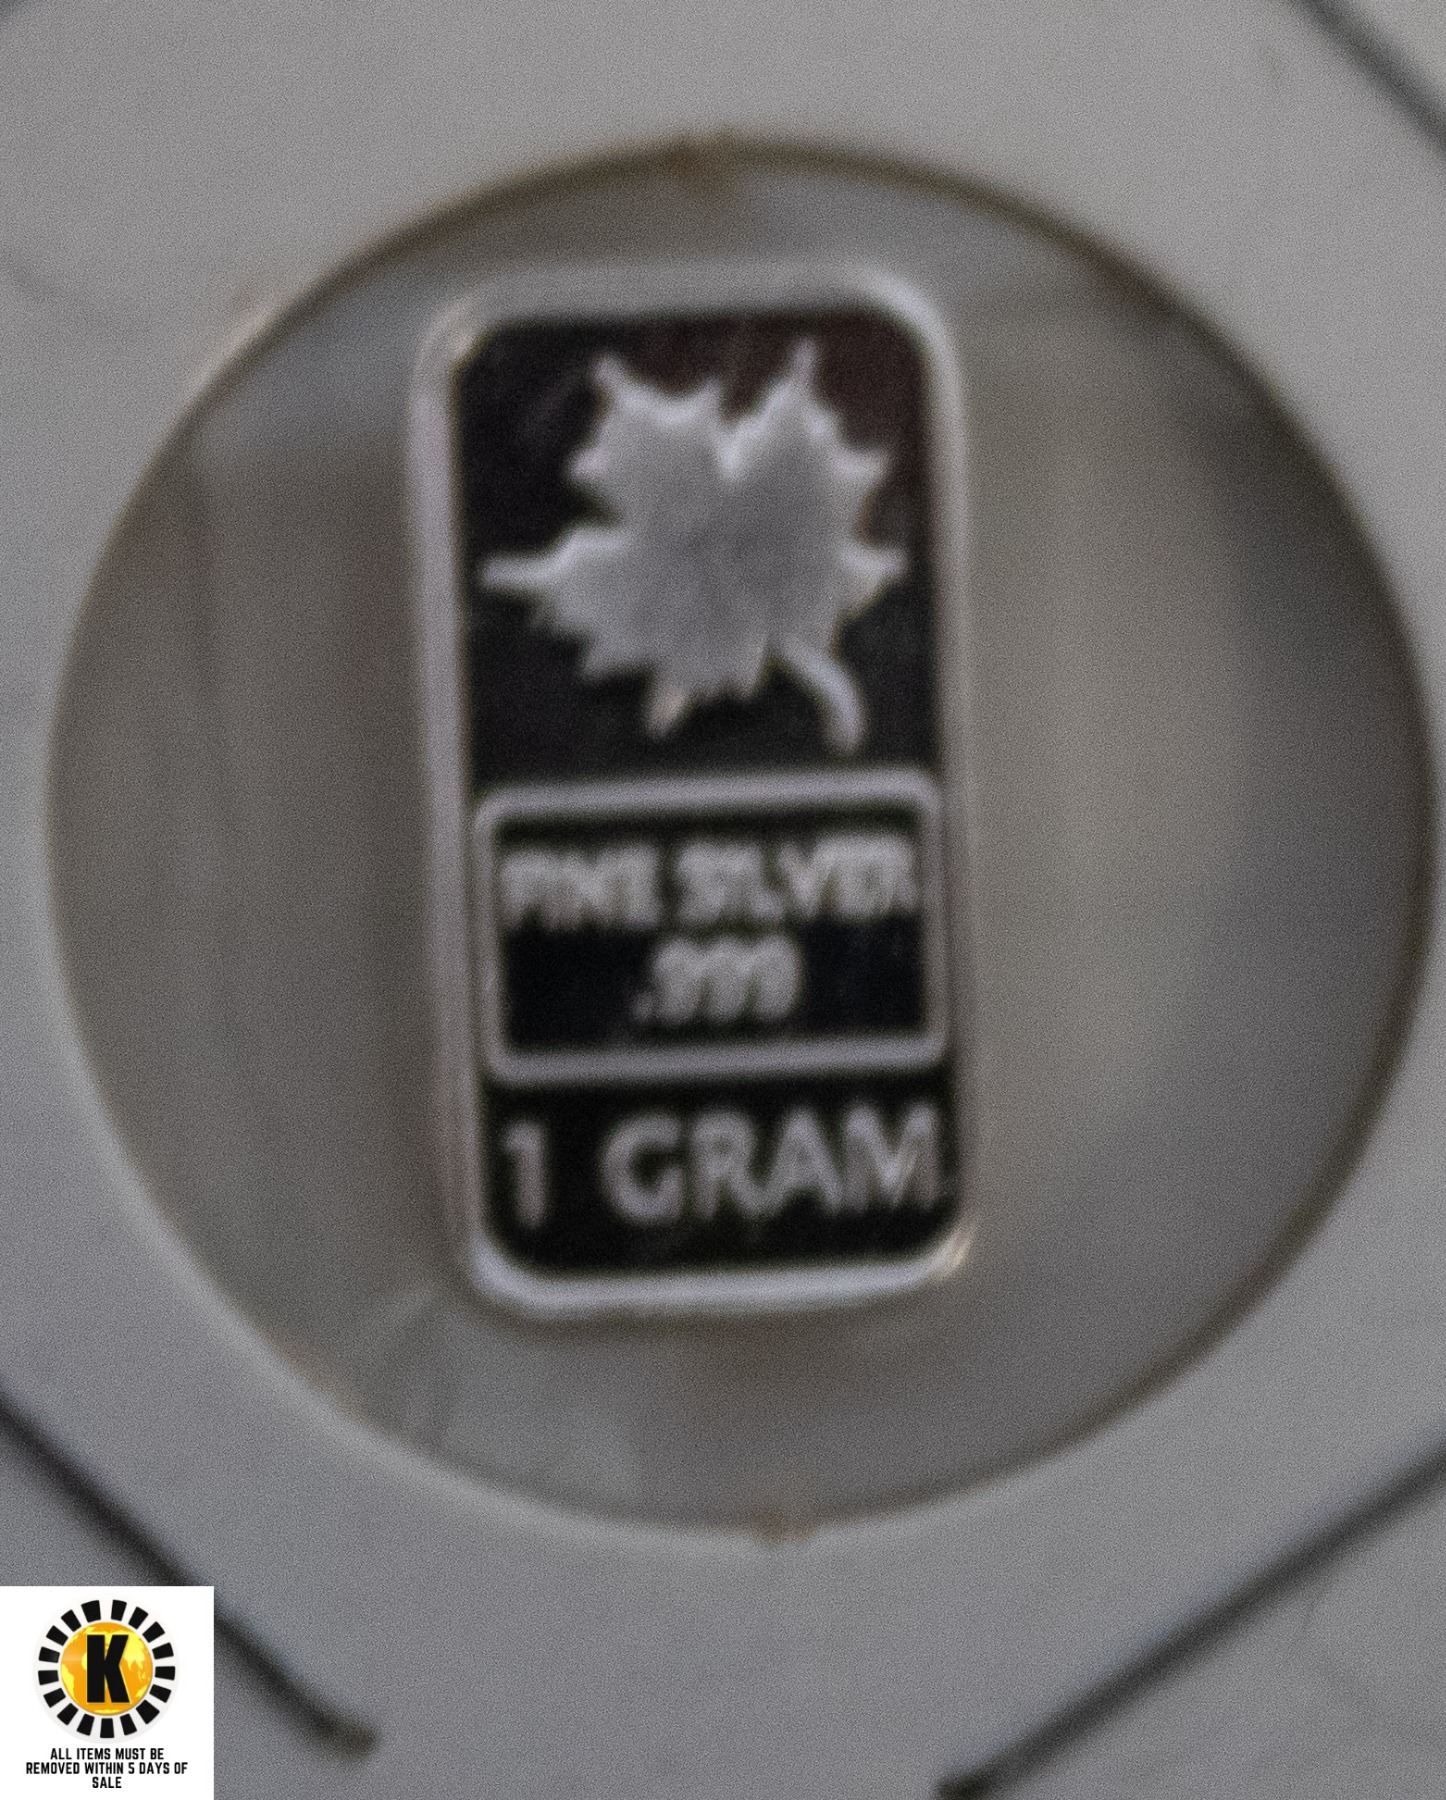 FINE SILVER
.999
1 GRAM
K
ALL ITEMS MUST BE
REMOVED WITHIN 5 DAYS OF
SALE